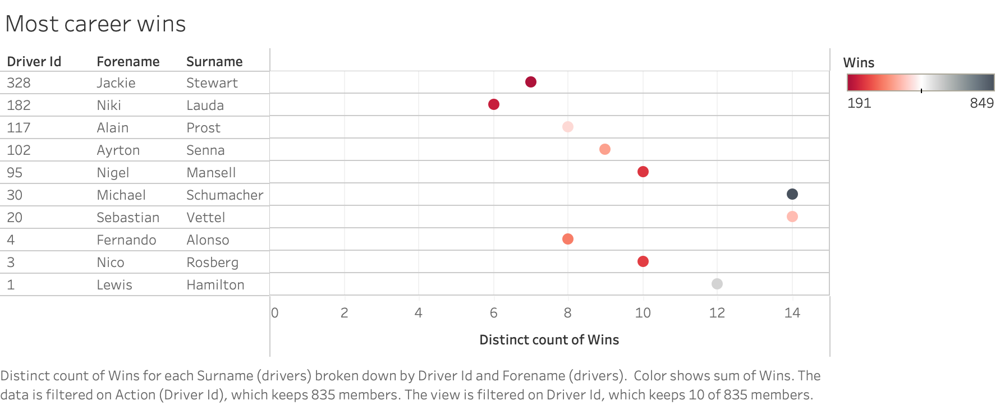 Most career wins
Driver Id Forename Surname
Wins
328 Jackie Stewart
191 849
182 Niki Lauda
117 Alain Prost
102 Ayrton Senna
95 Nigel Mansell
30 Michael Schumacher
20 Sebastian Vettel
4 Fernando Alonso
3 Nico Rosberg
1 Lewis Hamilton
0 2 4 6 8 10 12 14
Distinct count of Wins
Distinct count of Wins for each Surname (drivers) broken down by Driver Id and Forename (drivers). Color shows sum of Wins. The
data is filtered on Action (Driver Id), which keeps 835 members. The view is filtered on Driver Id, which keeps 10 of 835 members.